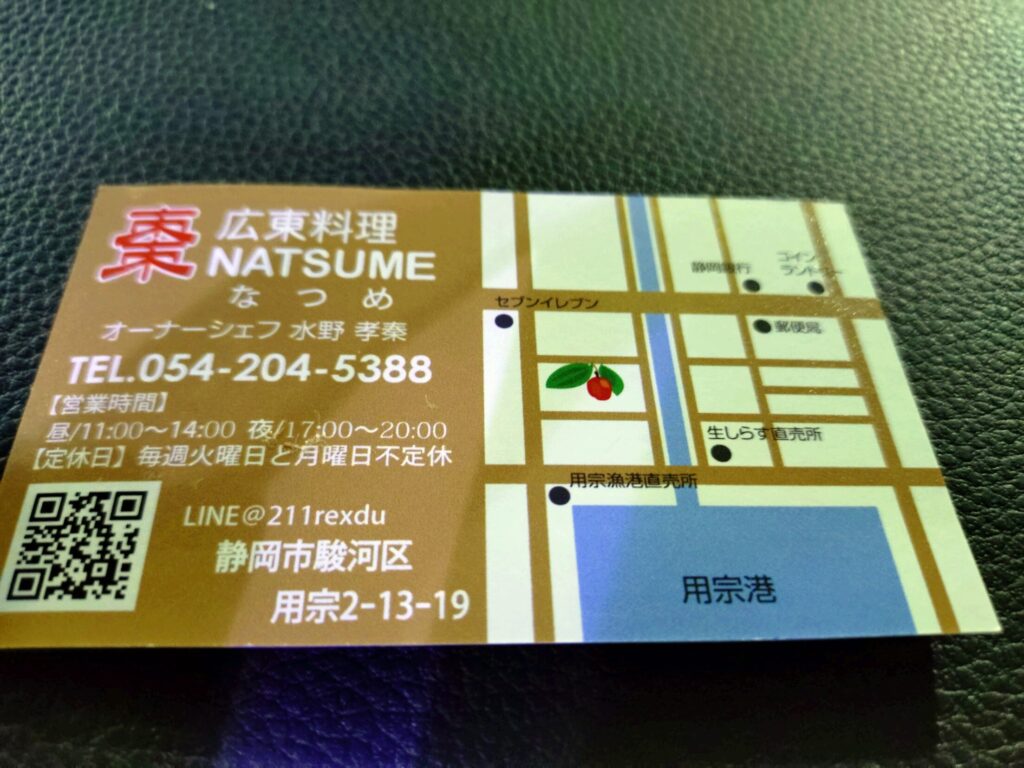 棗
広東料理
NATSUME
なつめ
オーナーシェフ 水野 孝秦
TEL.054-204-5388
【営業時間】
昼/11:00～14:00 夜/17:00～20:00
【定休日】毎週火曜日と月曜日不定休
LINE@211rexdu
静岡市駿河区
用宗2-13-19
静岡銀行
コイン
ランドリー
セブンイレブン
郵便局
生しらす直売所
用宗漁港直売所
用宗港